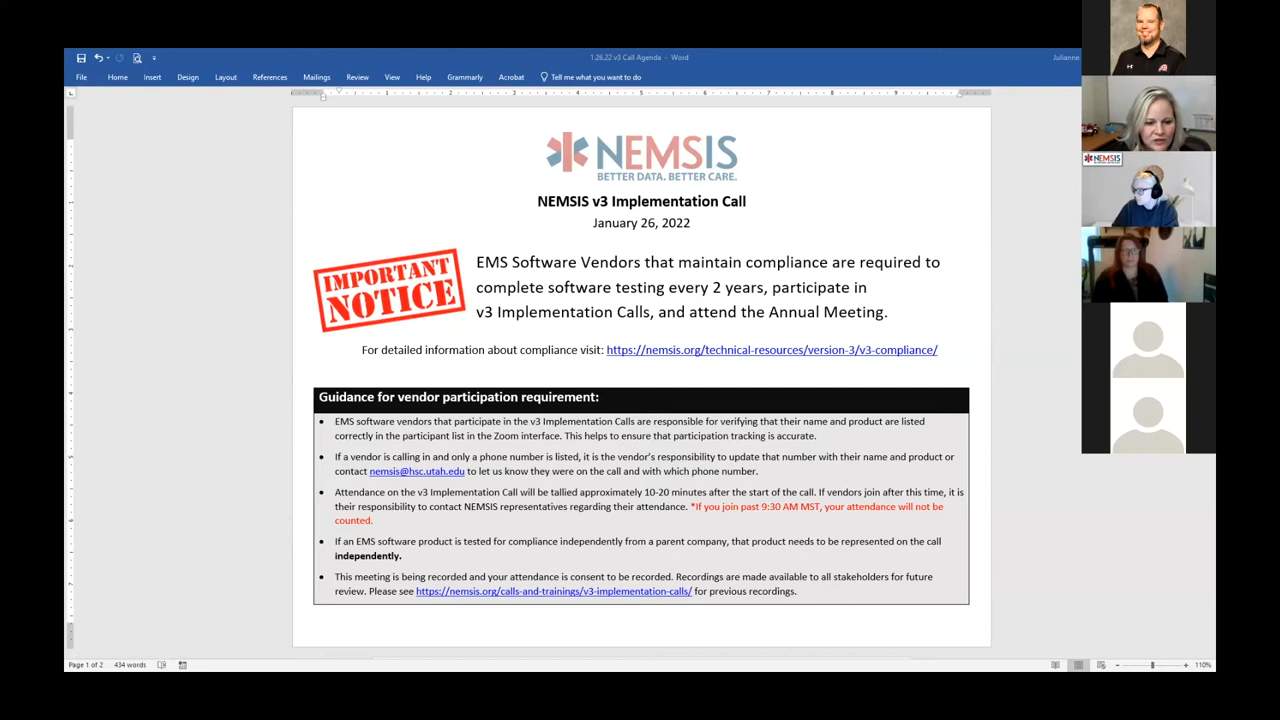 1.26.22 v3 Call Agenda - Word
Julianne
File Home Insert Design Layout References Mailings Review View Help Grammarly Acrobat Tell me what you want to do
NEMSIS
BETTER DATA. BETTER CARE.
NEMSIS v3 Implementation Call
January 26, 2022
IMPORTANT
NOTICE
EMS Software Vendors that maintain compliance are required to
complete software testing every 2 years, participate in
v3 Implementation Calls, and attend the Annual Meeting.
For detailed information about compliance visit: https://nemsis.org/technical-resources/version-3/v3-compliance/
Guidance for vendor participation requirement:
• EMS software vendors that participate in the v3 Implementation Calls are responsible for verifying that their name and product are listed
correctly in the participant list in the Zoom interface. This helps to ensure that participation tracking is accurate.
• If a vendor is calling in and only a phone number is listed, it is the vendor's responsibility to update that number with their name and product or
contact nemsis@hsc.utah.edu to let us know they were on the call and with which phone number.
• Attendance on the v3 Implementation Call will be tallied approximately 10-20 minutes after the start of the call. If vendors join after this time, it is
their responsibility to contact NEMSIS representatives regarding their attendance. *If you join past 9:30 AM MST, your attendance will not be
counted.
• If an EMS software product is tested for compliance independently from a parent company, that product needs to be represented on the call
independently.
• This meeting is being recorded and your attendance is consent to be recorded. Recordings are made available to all stakeholders for future
review. Please see https://nemsis.org/calls-and-trainings/v3-implementation-calls/ for previous recordings.
Page 1 of 2 434 words
110%
NEMSIS